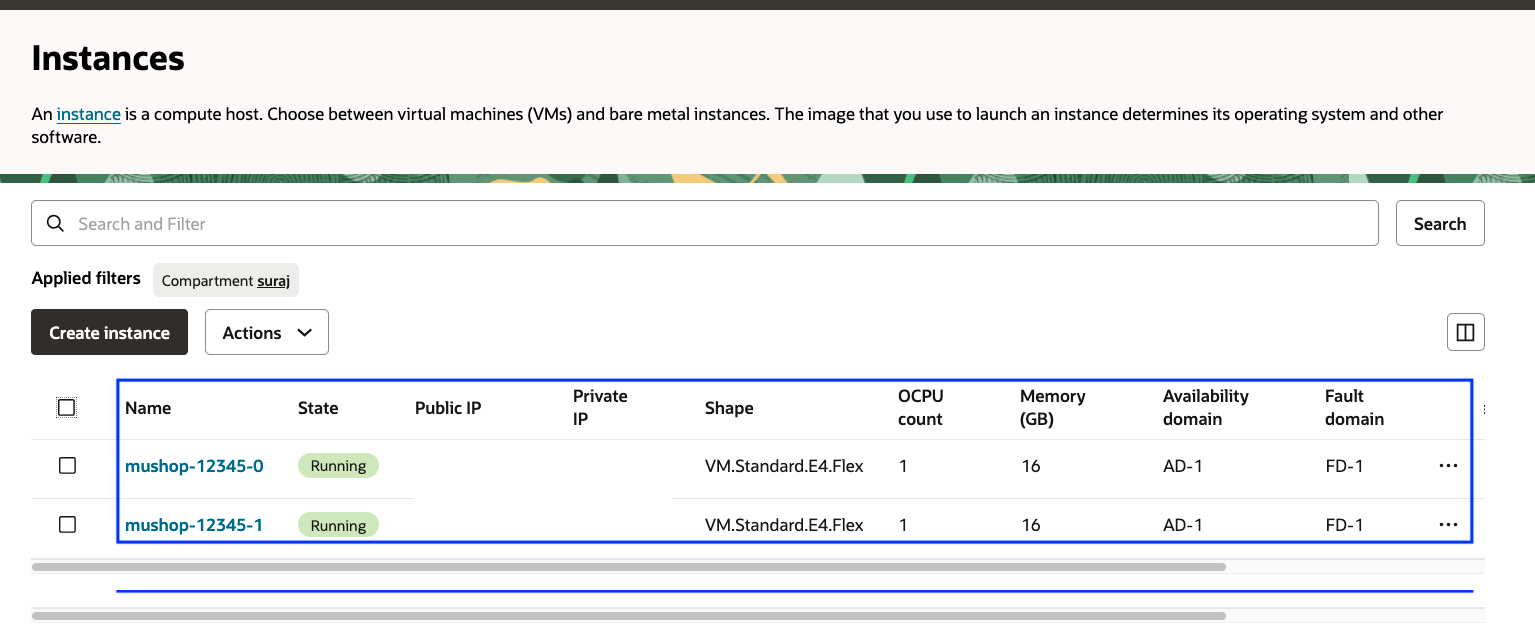 Instances
An instance is a compute host. Choose between virtual machines (VMs) and bare metal instances. The image that you use to launch an instance determines its operating system and other
software.
Search and Filter
Search
Applied filters
Compartment suraj
Create instance
Actions
Name State Public IP Private IP Shape OCPU count Memory (GB) Availability domain Fault domain
mushop-12345-0 Running VM.Standard.E4.Flex 1 16 AD-1 FD-1
mushop-12345-1 Running VM.Standard.E4.Flex 1 16 AD-1 FD-1